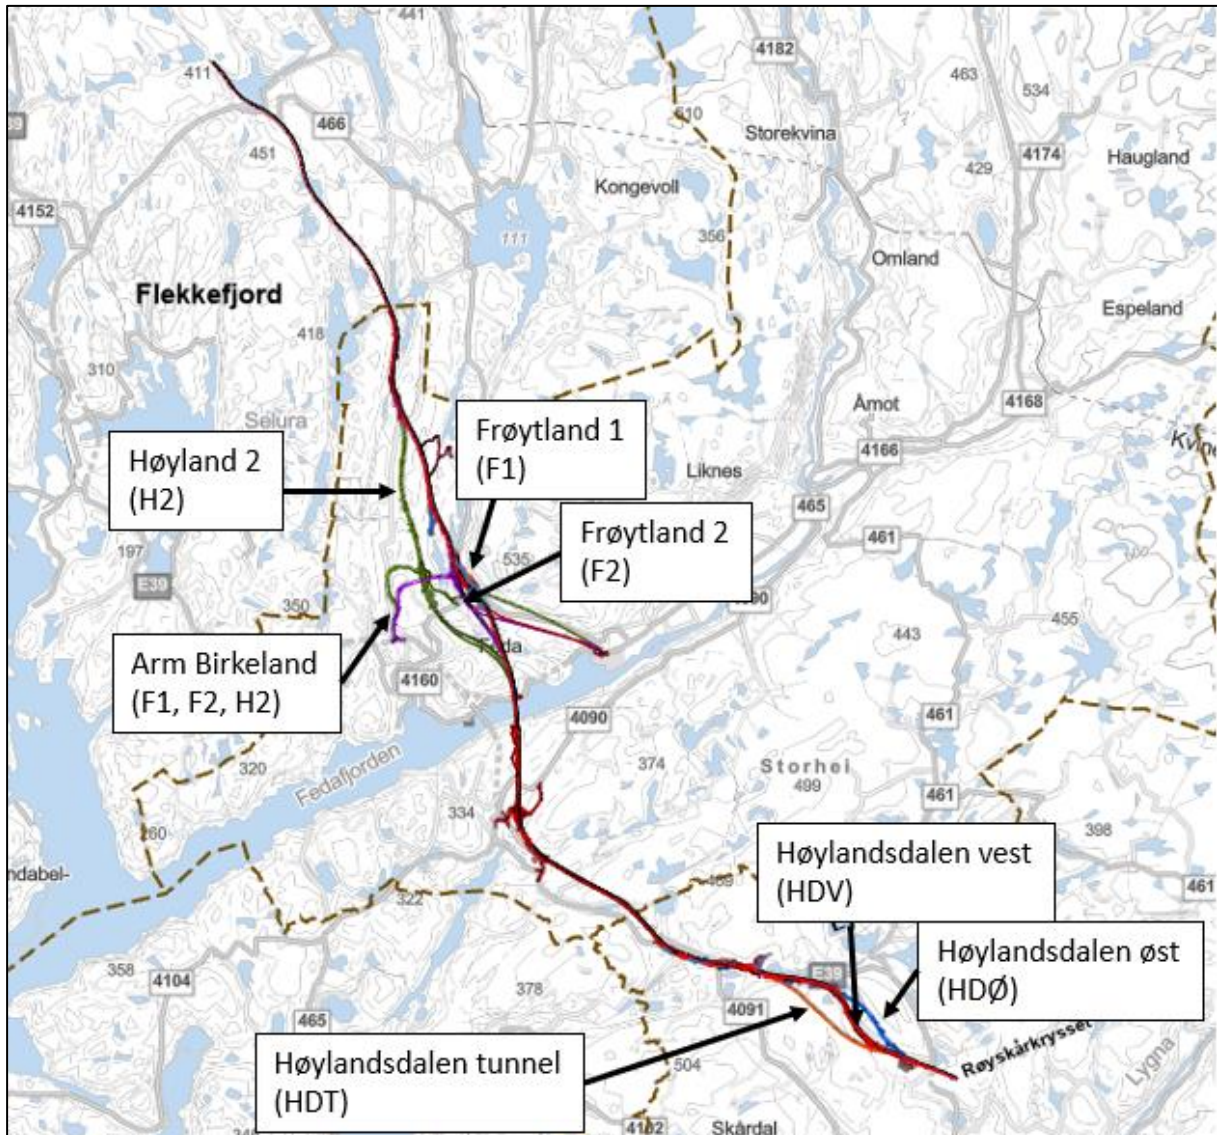 441
4182
411
463
534
510
Storekvina
466
4174
Haugland
451
429
Kongevoll
4152
111
356
Omland
Flekkefjord
Espeland
418
310
4168
Åmot
Selura
Frøytland 1
(F1)
4166
Høyland 2
(H2)
Liknes
465
461
461
Frøytland 2
(F2)
197
535
E39
350
455
443
Arm Birkeland
(F1, F2, H2)
4160
461
4090
Fedafjorden
320
374
Storhei
499
461
334
260
398
Høylandsdalen vest
(HDV)
ndabel-
461
322
Høylandsdalen øst
(HDØ)
358
4104
E39
378
4091
465
Høylandsdalen tunnel
(HDT)
Røyskårkrysset
504
Lygna
4102
Skårdal